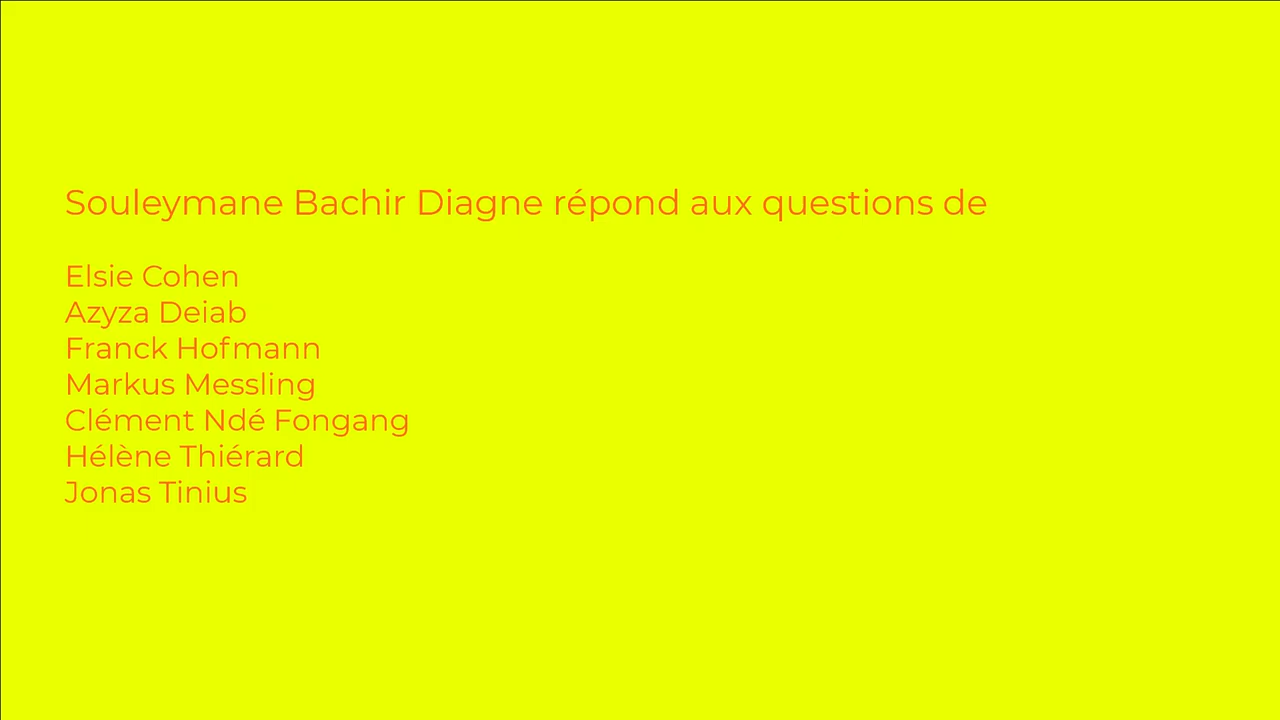 Souleymane Bachir Diagne répond aux questions de
Elsie Cohen
Azyza Deiab
Franck Hofmann
Markus Messling
Clément Ndé Fongang
Hélène Thiérard
Jonas Tinius